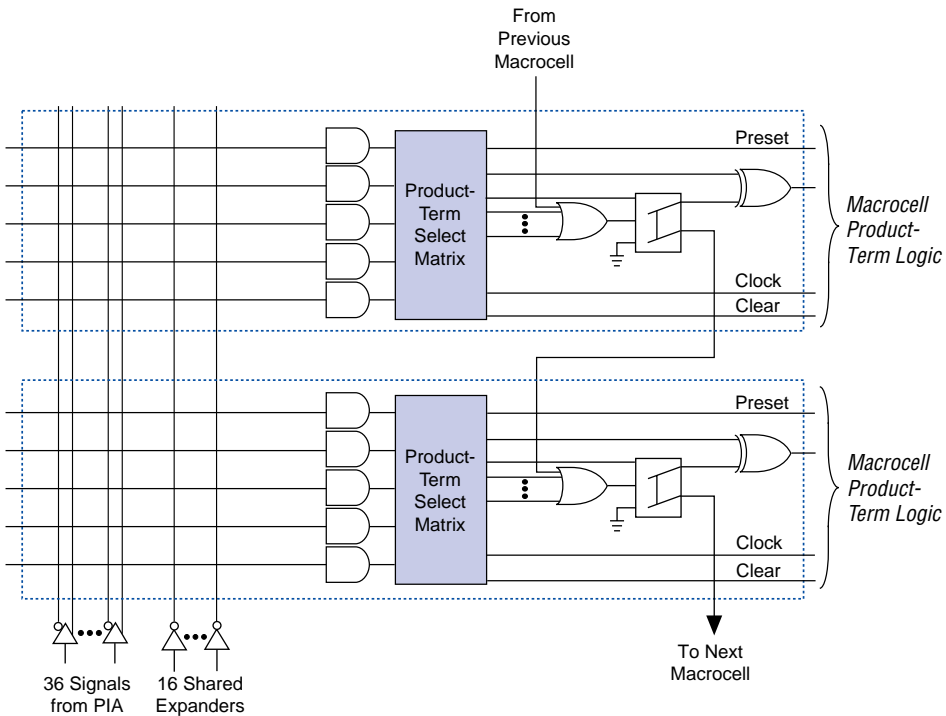 From
Previous
Macrocell
Preset
Product-
Term
Select
Matrix
Macrocell
Product-
Term Logic
Clock
Clear
Preset
Product-
Term
Select
Matrix
Macrocell
Product-
Term Logic
Clock
Clear
36 Signals
from PIA
16 Shared
Expanders
To Next
Macrocell